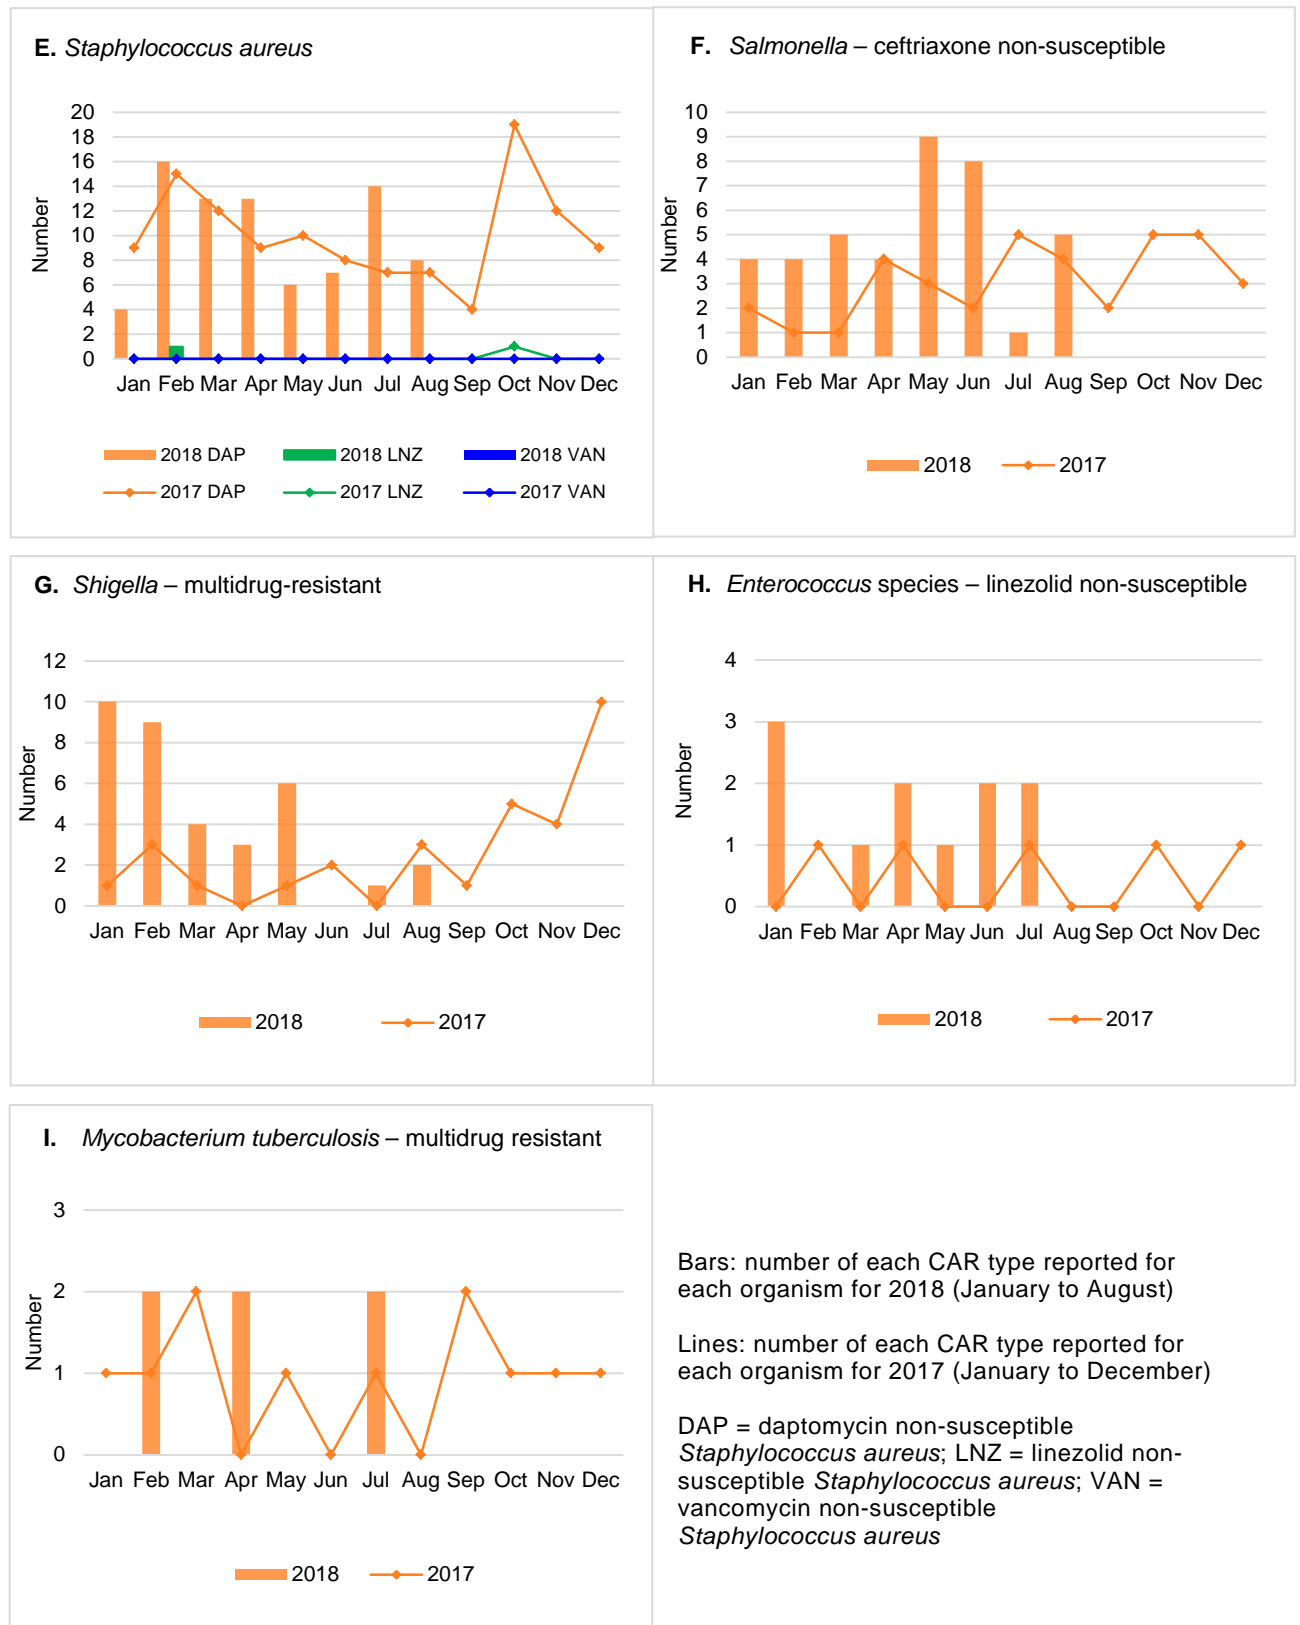 E. Staphylococcus aureus
20
18
16
14
12
10
8
6
4
2
0
Number
Jan Feb Mar Apr May Jun Jul Aug Sep Oct Nov Dec
2018 DAP 2018 LNZ 2018 VAN
2017 DAP 2017 LNZ 2017 VAN
F. Salmonella – ceftriaxone non-susceptible
10
9
8
7
6
5
4
3
2
1
0
Number
Jan Feb Mar Apr May Jun Jul Aug Sep Oct Nov Dec
2018 2017
G. Shigella – multidrug-resistant
12
10
8
6
4
2
0
Number
Jan Feb Mar Apr May Jun Jul Aug Sep Oct Nov Dec
2018 2017
H. Enterococcus species – linezolid non-susceptible
4
3
2
1
0
Number
Jan Feb Mar Apr May Jun Jul Aug Sep Oct Nov Dec
2018 2017
I. Mycobacterium tuberculosis – multidrug resistant
3
2
1
0
Number
Jan Feb Mar Apr May Jun Jul Aug Sep Oct Nov Dec
2018 2017
Bars: number of each CAR type reported for
each organism for 2018 (January to August)
Lines: number of each CAR type reported for
each organism for 2017 (January to December)
DAP = daptomycin non-susceptible
Staphylococcus aureus; LNZ = linezolid non-
susceptible Staphylococcus aureus; VAN =
vancomycin non-susceptible
Staphylococcus aureus